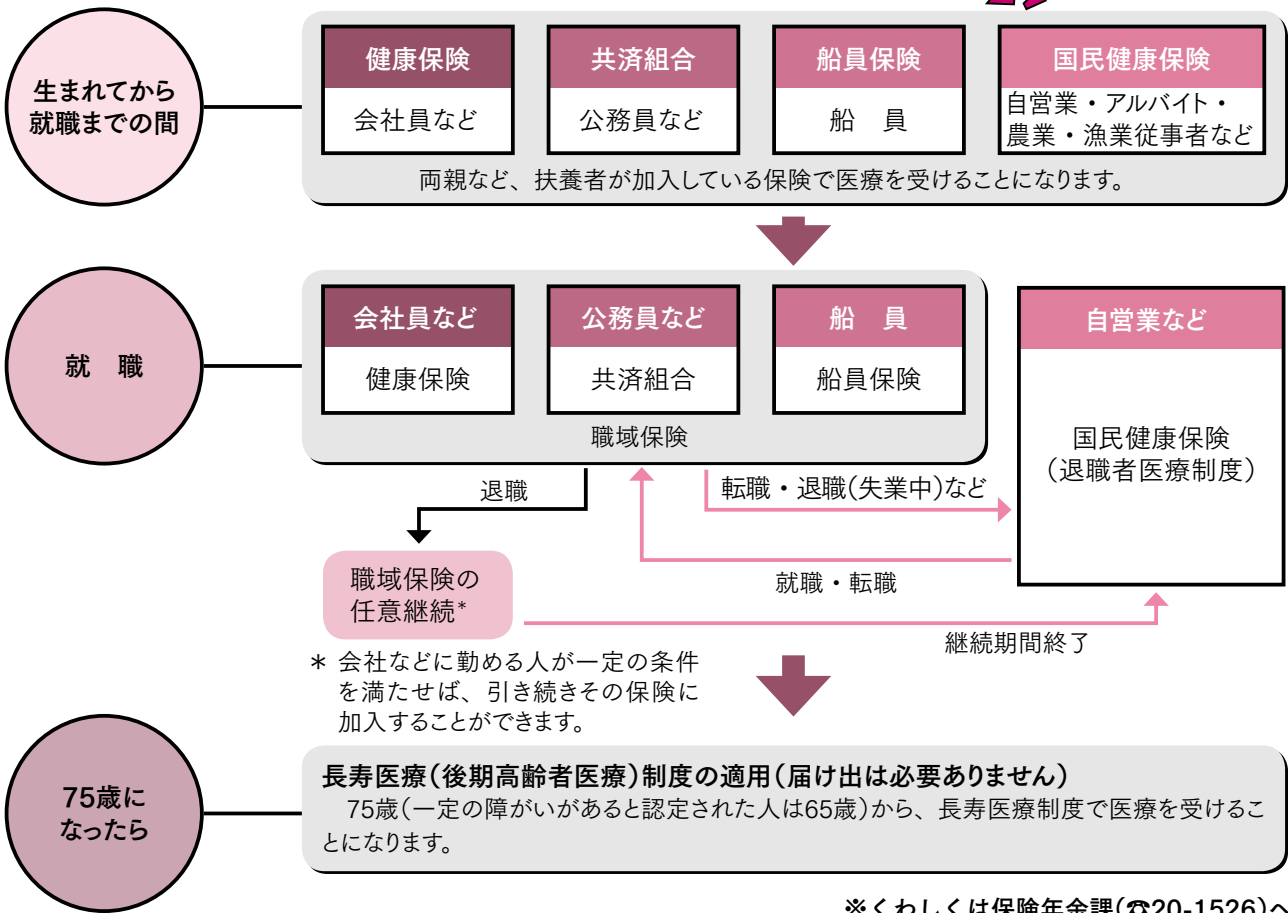 生まれてから
就職までの間
健康保険
会社員など
共済組合
公務員など
船員保険
船　員
国民健康保険
自営業・アルバイト・
農業・漁業従事者など
両親など、扶養者が加入している保険で医療を受けることになります。
就　職
会社員など
健康保険
公務員など
共済組合
船　員
船員保険
職域保険
自営業など
国民健康保険
（退職者医療制度）
退職
転職・退職（失業中）など
就職・転職
職域保険の
任意継続*
継続期間終了
＊ 会社などに勤める人が一定の条件
を満たせば、引き続きその保険に
加入することができます。
75歳に
なったら
長寿医療（後期高齢者医療）制度の適用（届け出は必要ありません）
　75歳（一定の障がいがあると認定された人は65歳）から、長寿医療制度で医療を受けるこ
とになります。
※くわしくは保険年金課（☎20-1526）へ